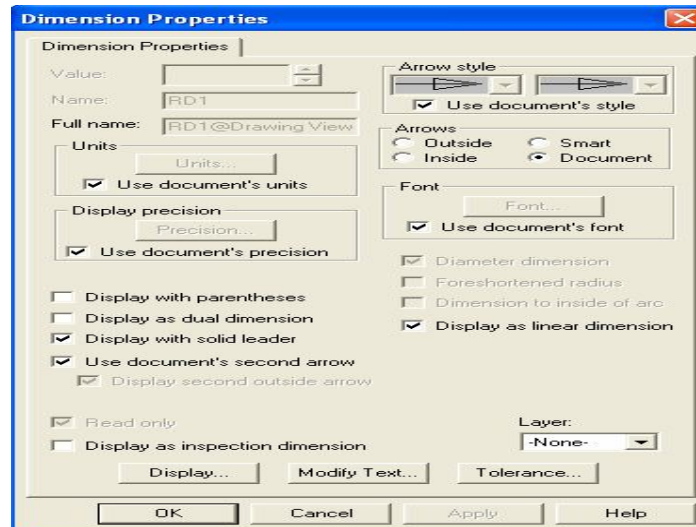 Dimension Properties
Dimension Properties
Value:
Name: RD1
Full name: RD1@Drawing View
Units
Units...
Use document's units
Display precision
Precision...
Use document's precision
Display with parentheses
Display as dual dimension
Display with solid leader
Use document's second arrow
Display second outside arrow
Read only
Display as inspection dimension
Arrow style
Use document's style
Arrows
Outside Smart
Inside Document
Font
Font...
Use document's font
Diameter dimension
Foreshortened radius
Dimension to inside of arc
Display as linear dimension
Layer:
-None-
Display... Modify Text... Tolerance...
OK Cancel Apply Help